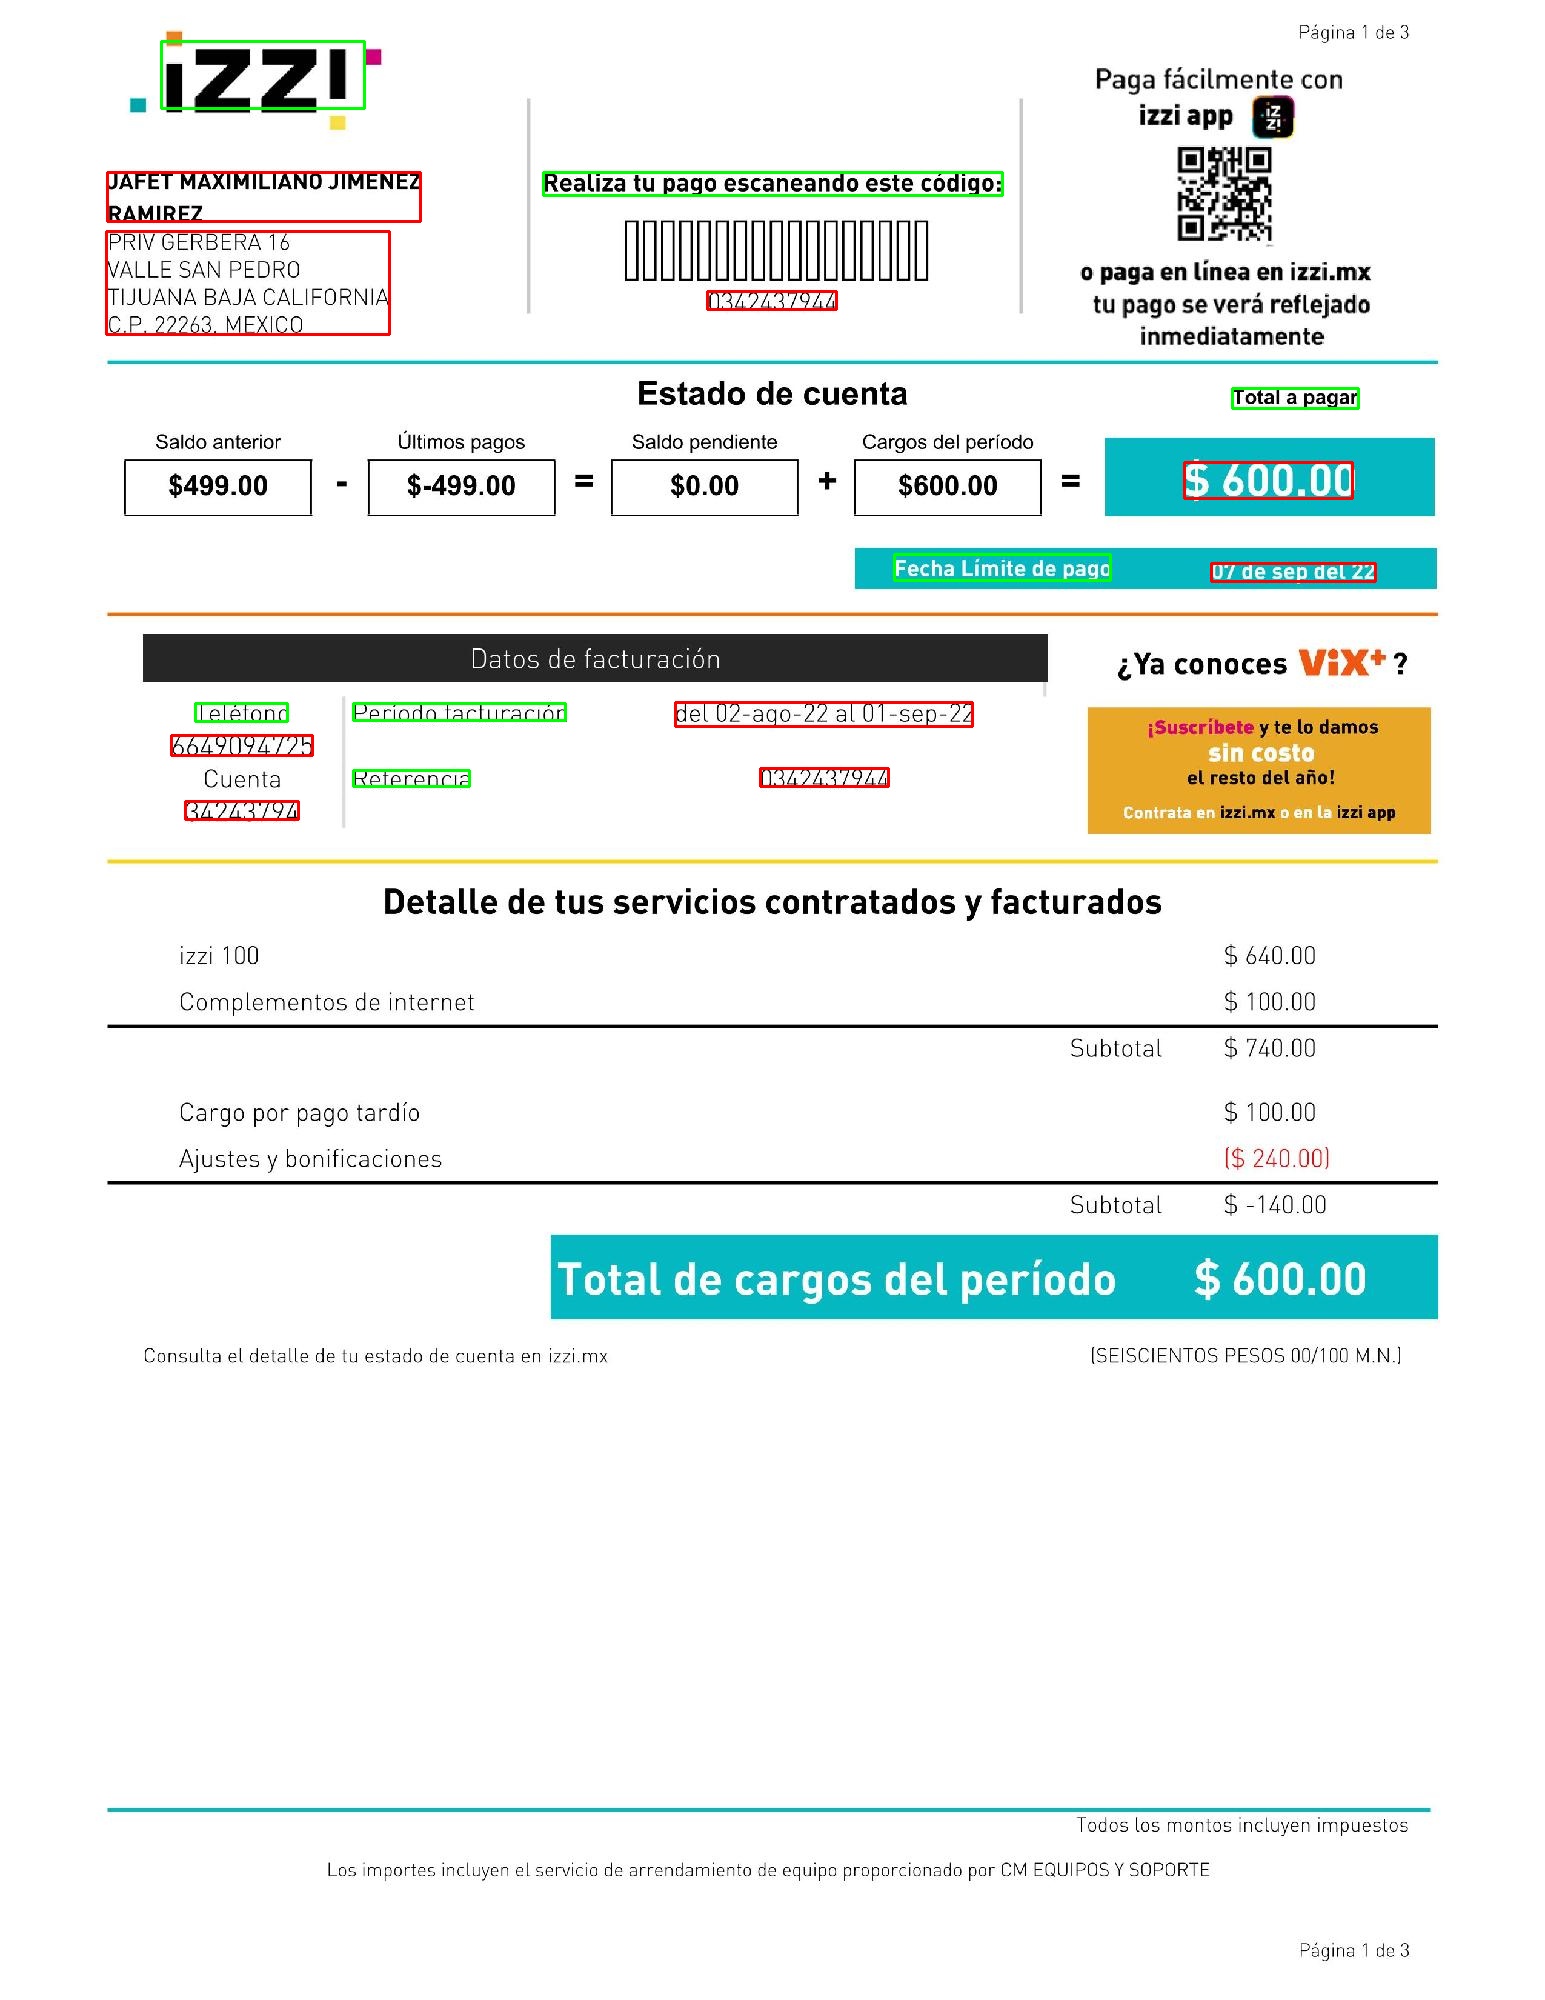 Página 1 de 3
izzi
Paga fácilmente con
izzi app
JAFET MAXIMILIANO JIMENEZ
RAMIREZ
PRIV GERBERA 16
VALLE SAN PEDRO
TIJUANA BAJA CALIFORNIA
C.P. 22263, MEXICO
Realiza tu pago escaneando este código:
0342437944
o paga en línea en izzi.mx
tu pago se verá reflejado
inmediatamente
Estado de cuenta
Total a pagar
Saldo anterior Últimos pagos Saldo pendiente Cargos del período
$499.00 - $-499.00 = $0.00 + $600.00 = $ 600.00
Fecha Límite de pago 07 de sep del 22
Datos de facturación
Teléfono Período facturación del 02-ago-22 al 01-sep-22
6649094725
Cuenta Referencia 0342437944
34243794
¿Ya conoces ViX+ ?
¡Suscríbete y te lo damos
sin costo
el resto del año!
Contrata en izzi.mx o en la izzi app
Detalle de tus servicios contratados y facturados
izzi 100 $ 640.00
Complementos de internet $ 100.00
Subtotal $ 740.00
Cargo por pago tardío $ 100.00
Ajustes y bonificaciones ($ 240.00)
Subtotal $ -140.00
Total de cargos del período $ 600.00
Consulta el detalle de tu estado de cuenta en izzi.mx (SEISCIENTOS PESOS 00/100 M.N.)
Todos los montos incluyen impuestos
Los importes incluyen el servicio de arrendamiento de equipo proporcionado por CM EQUIPOS Y SOPORTE
Página 1 de 3